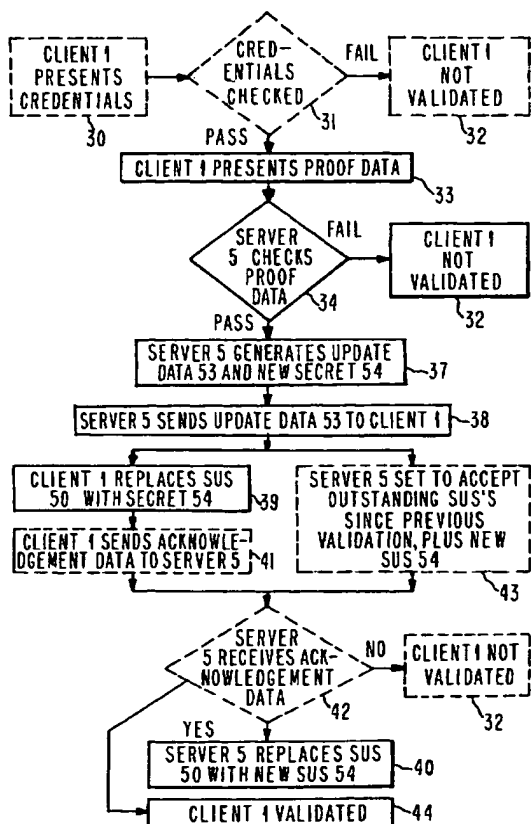 CLIENT 1
PRESENTS
CREDENTIALS
30
CRED-
ENTIALS
CHECKED
31
FAIL
CLIENT 1
NOT
VALIDATED
32
PASS
CLIENT 1 PRESENTS PROOF DATA
33
SERVER
5 CHECKS
PROOF
DATA
34
FAIL
CLIENT 1
NOT
VALIDATED
32
PASS
SERVER 5 GENERATES UPDATE
DATA 53 AND NEW SECRET 54
37
SERVER 5 SENDS UPDATE DATA 53 TO CLIENT 1
38
CLIENT 1 REPLACES SUS
50 WITH SECRET 54
39
CLIENT 1 SENDS ACKNOWLE-
DGEMENT DATA TO SERVER 5
41
SERVER 5 SET TO ACCEPT
OUTSTANDING SUS'S
SINCE PREVIOUS
VALIDATION, PLUS NEW
SUS 54
43
SERVER
5 RECEIVES ACK-
NOWLEDGEMENT
DATA
42
NO
CLIENT 1 NOT
VALIDATED
32
YES
SERVER 5 REPLACES SUS
50 WITH NEW SUS 54
40
CLIENT 1 VALIDATED
44